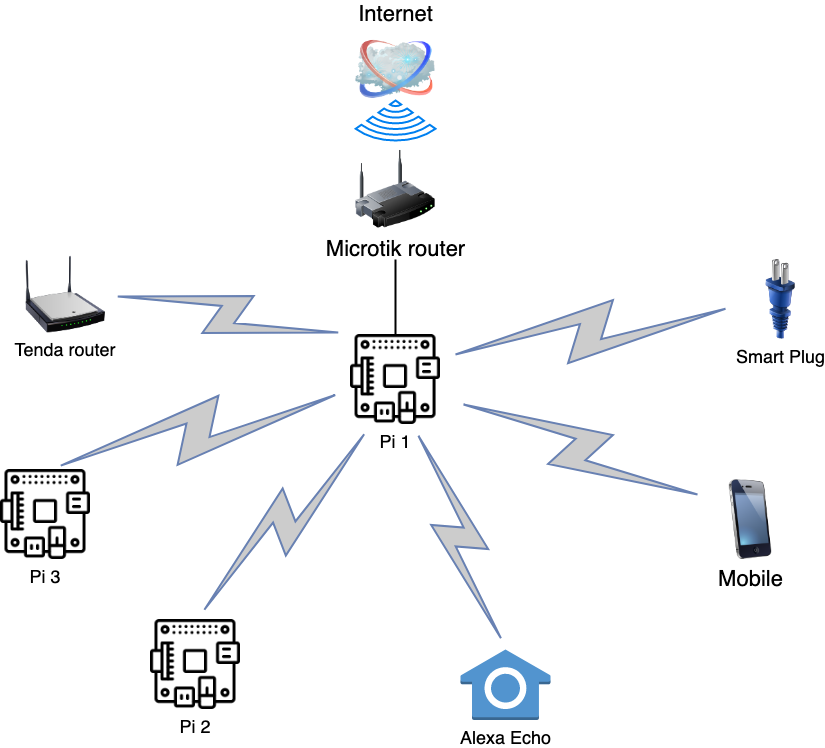 Internet
Microtik router
Tenda router
Smart Plug
Pi 1
Pi 3
Mobile
Pi 2
Alexa Echo